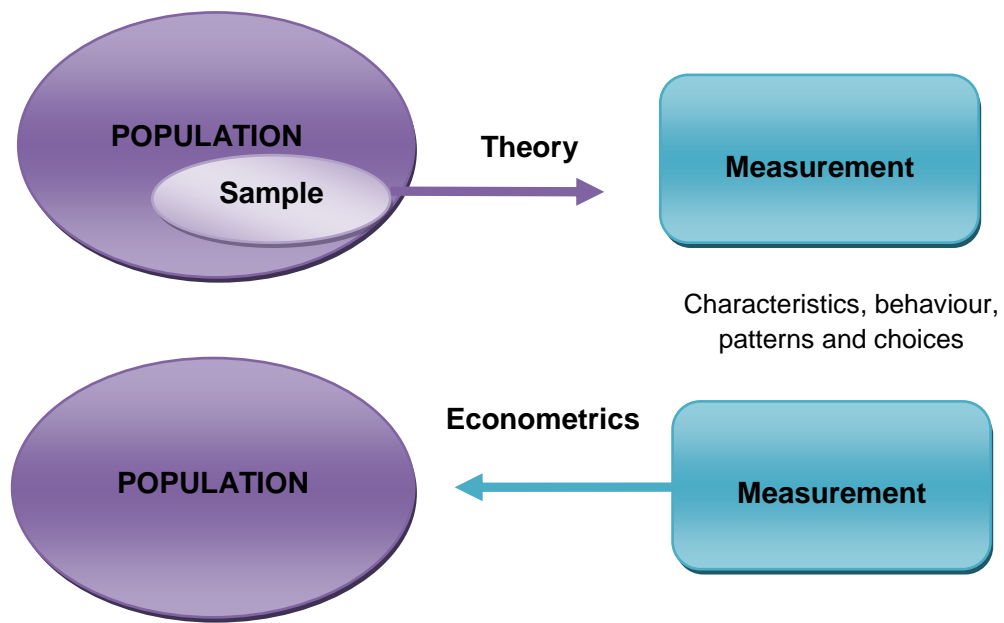 POPULATION
Sample
Theory
Measurement
Characteristics, behaviour,
patterns and choices
POPULATION
Econometrics
Measurement